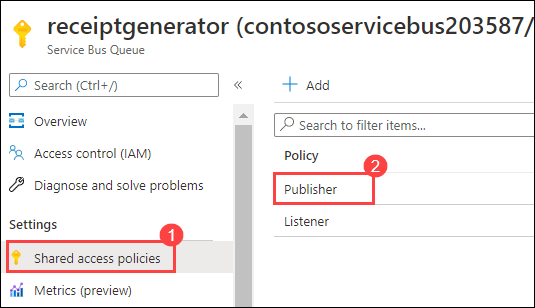 receiptgenerator (contososervicebus203587/
Service Bus Queue
Search (Ctrl+/)
«
Overview
Access control (IAM)
Diagnose and solve problems
Settings
1
Shared access policies
Metrics (preview)
Add
Search to filter items...
Policy
2
Publisher
Listener